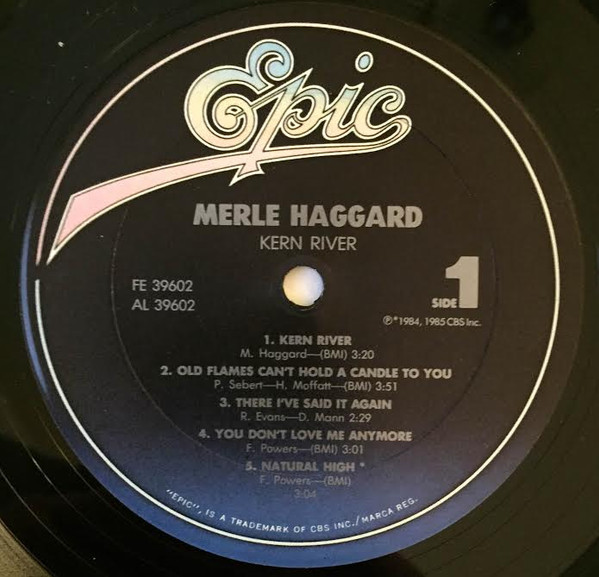 Epic
MERLE HAGGARD
KERN RIVER
FE 39602
AL 39602
SIDE 1
℗*1984, 1985 CBS Inc.
1. KERN RIVER
M. Haggard—(BMI) 3:20
2. OLD FLAMES CAN'T HOLD A CANDLE TO YOU
P. Sebert—H. Moffatt—(BMI) 3:51
3. THERE I'VE SAID IT AGAIN
R. Evans—D. Mann 2:29
4. YOU DON'T LOVE ME ANYMORE
F. Powers—(BMI) 3:01
5. NATURAL HIGH *
F. Powers—(BMI)
3:04
"EPIC", IS A TRADEMARK OF CBS INC./MARCA REG.